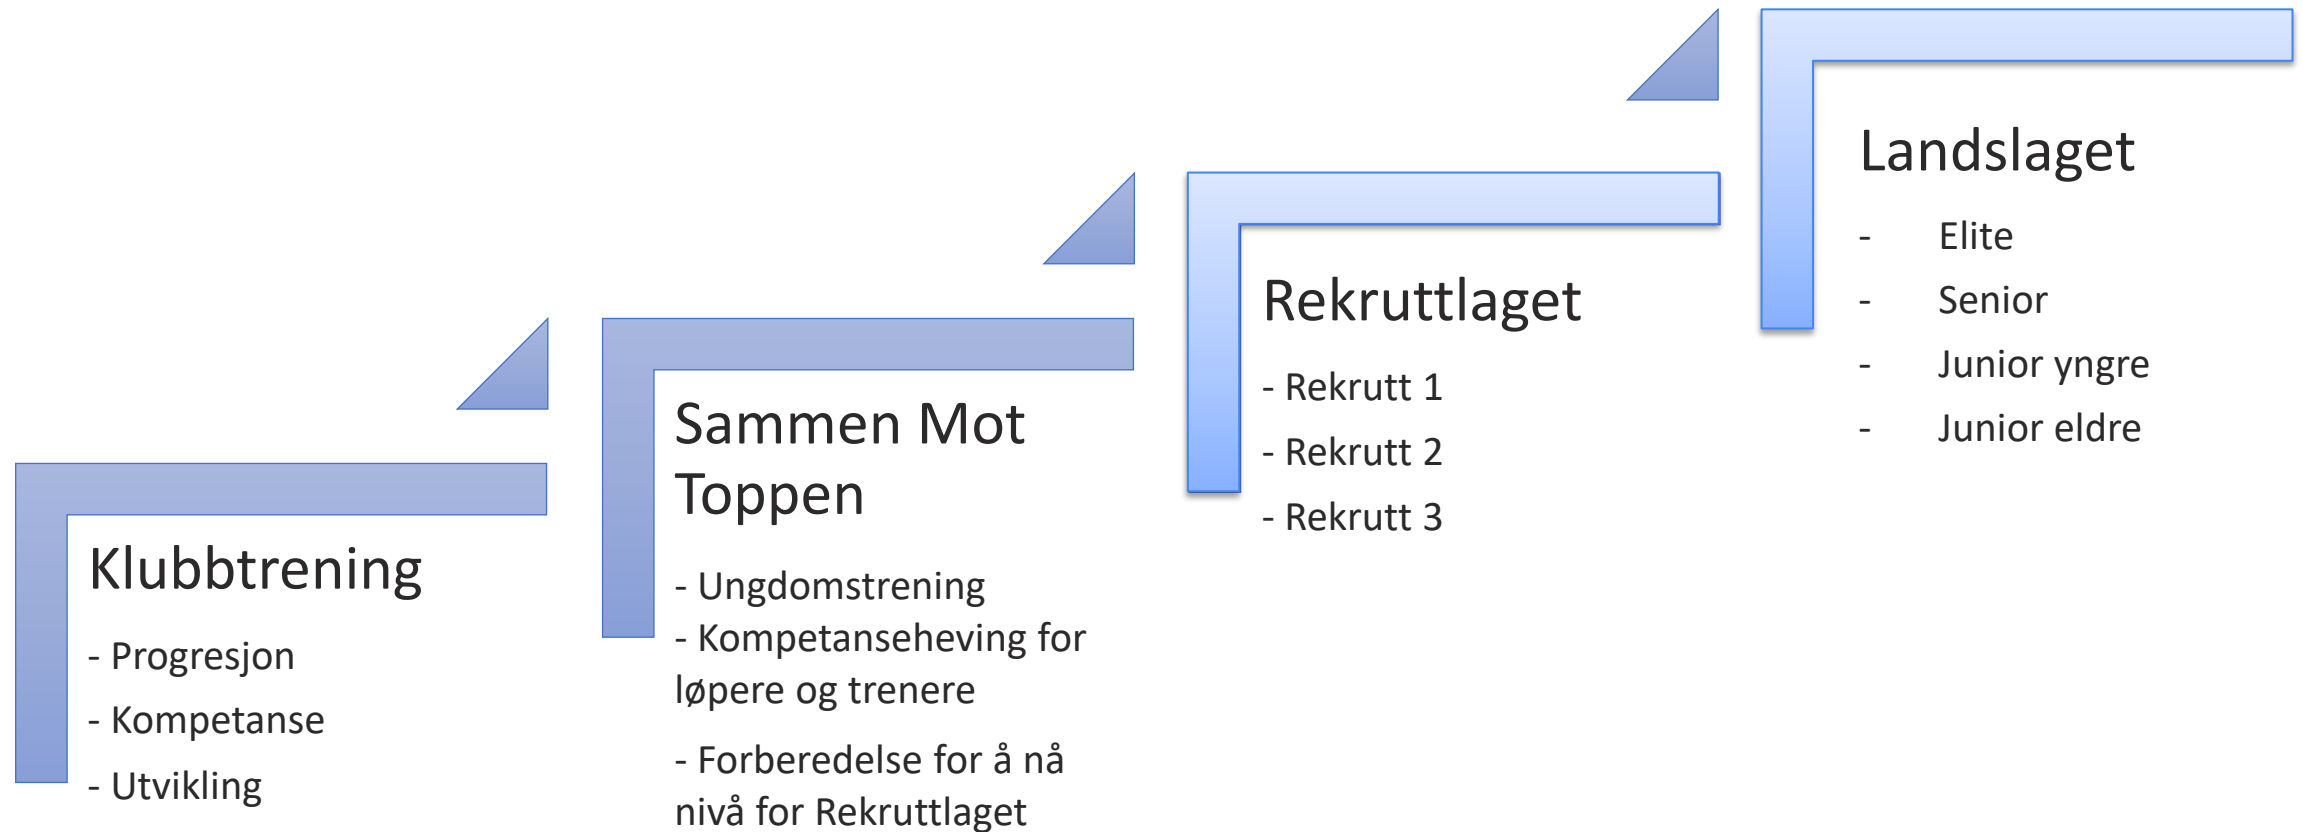 Klubbtrening
- Progresjon
- Kompetanse
- Utvikling
Sammen Mot
Toppen
- Ungdomstrening
- Kompetanseheving for
løpere og trenere
- Forberedelse for å nå
nivå for Rekruttlaget
Rekruttlaget
- Rekrutt 1
- Rekrutt 2
- Rekrutt 3
Landslaget
- Elite
- Senior
- Junior yngre
- Junior eldre